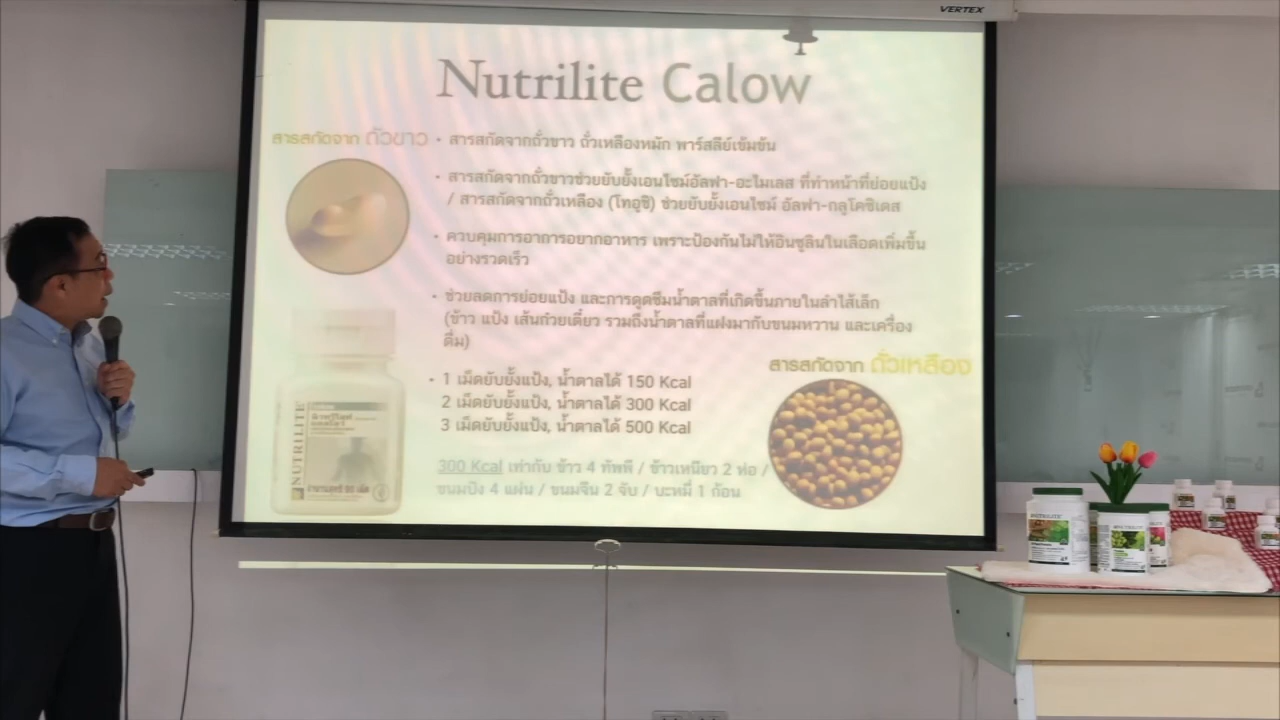 VERTEX
Nutrilite Calow
สารสกัดจาก ถั่วขาว
• สารสกัดจากถั่วขาว ถั่วเหลืองหมัก พาร์สลีย์เข้มข้น
• สารสกัดจากถั่วขาวช่วยยับยั้งเอนไซม์อัลฟา-อะไมเลส ที่ทำหน้าที่ย่อยแป้ง
/ สารสกัดจากถั่วเหลือง (โทอูชิ) ช่วยยับยั้งเอนไซม์ อัลฟา-กลูโคซิเดส
• ควบคุมการอาการอยากอาหาร เพราะป้องกันไม่ให้อินซูลินในเลือดเพิ่มขึ้น
อย่างรวดเร็ว
• ช่วยลดการย่อยแป้ง และการดูดซึมน้ำตาลที่เกิดขึ้นภายในลำไส้เล็ก
(ข้าว แป้ง เส้นก๋วยเตี๋ยว รวมถึงน้ำตาลที่แฝงมากับขนมหวาน และเครื่อง
ดื่ม)
สารสกัดจาก ถั่วเหลือง
• 1 เม็ดยับยั้งแป้ง, น้ำตาลได้ 150 Kcal
2 เม็ดยับยั้งแป้ง, น้ำตาลได้ 300 Kcal
3 เม็ดยับยั้งแป้ง, น้ำตาลได้ 500 Kcal
300 Kcal เท่ากับ ข้าว 4 ทัพพี / ข้าวเหนียว 2 ห่อ /
ขนมปัง 4 แผ่น / ขนมจีน 2 จับ / บะหมี่ 1 ก้อน
NUTRILITE
NUTRILITE
NUTRILITE